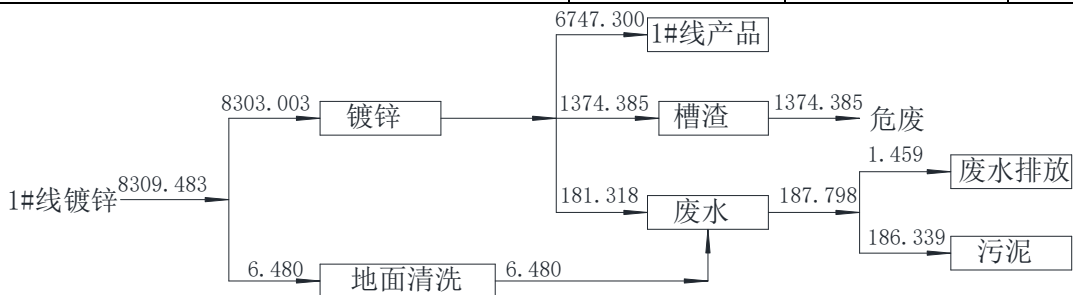 6747.300
1#线产品
8303.003
镀锌
1374.385
槽渣
1374.385
危废
1.459
废水排放
1#线镀锌
8309.483
181.318
废水
187.798
186.339
污泥
6.480
地面清洗
6.480